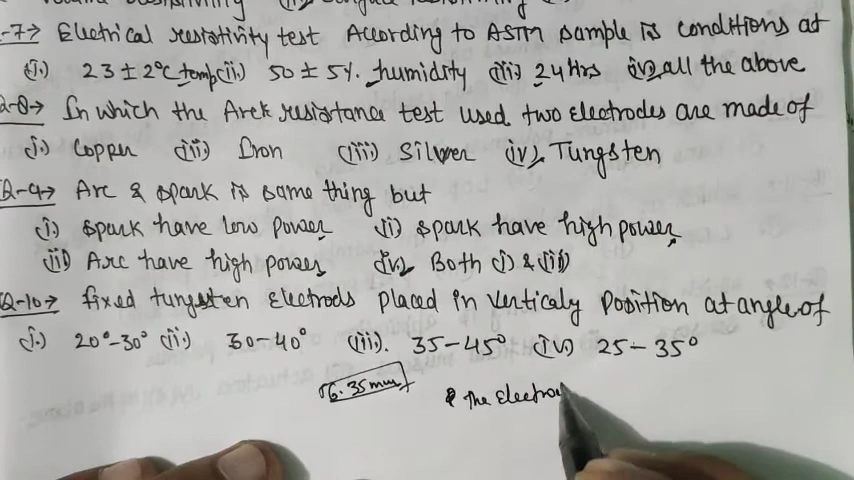 -7→ Electrical resistivity test According to ASTM sample is conditions at
(i.) 23 ± 2°C temp (ii.) 50 ± 5%. humidity (iii) 24 Hrs (iv) all the above
Q-8→ In which the Arck resistance test used two Electrodes are made of
(i.) Copper (ii) Iron (iii) Silver (iv) Tungsten
Q-9→ Arc & spark is same thing but
(i.) Spark have low power (ii) Spark have high power
(iii) Arc have high power (iv) Both (i) & (iii)
Q-10→ fixed tungsten Electrods placed in verticaly Position at angle of
(i.) 20°-30° (ii.) 30-40° (iii). 35-45° (iv) 25-35°
6.35mm & The Electro